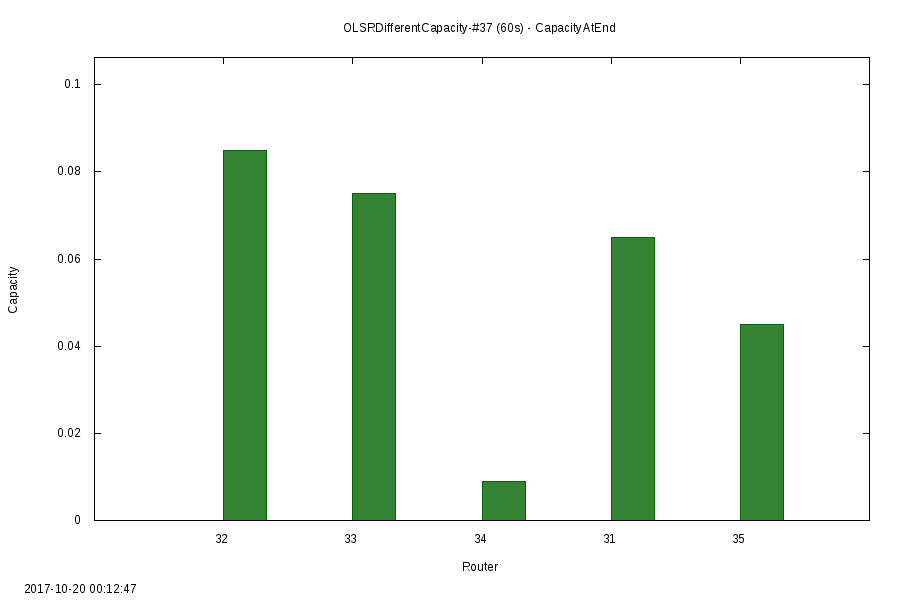 OLSRDifferentCapacity-#37 (60s) - CapacityAtEnd
0.1
0.08
0.06
0.04
0.02
0
Capacity
32 33 34 31 35
Router
2017-10-20 00:12:47